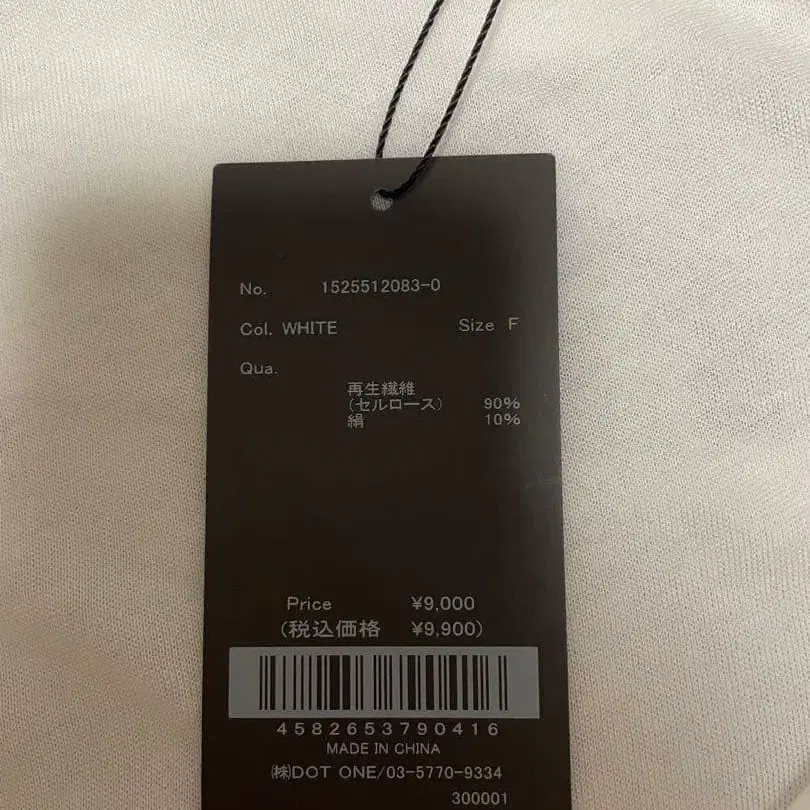 No. 1525512083-0
Col. WHITE Size F
Qua.
再生繊維
(セルロース) 90%
絹 10%
Price ¥9,000
(税込価格 ¥9,900)
4582653790416
MADE IN CHINA
㈱DOT ONE/03-5770-9334
300001